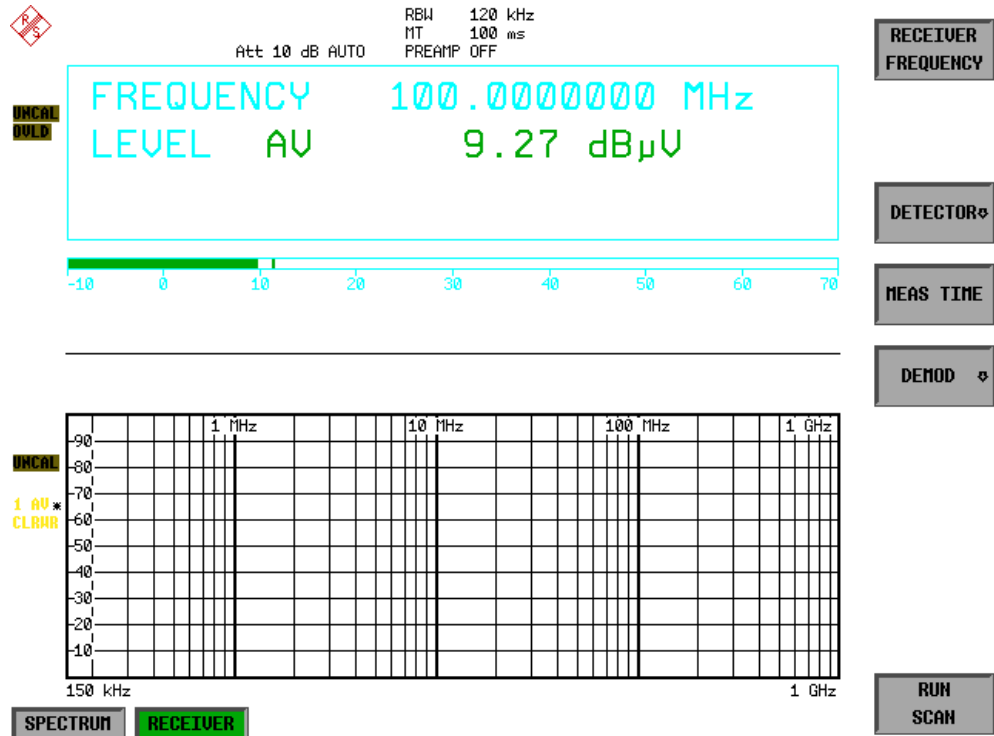 R
S
RBW 120 kHz
MT 100 ms
Att 10 dB AUTO PREAMP OFF
RECEIVER
FREQUENCY
UNCAL
OVLD
FREQUENCY 100.0000000 MHz
LEVEL AV 9.27 dBµV
DETECTOR
-10 0 10 20 30 40 50 60 70
MEAS TIME
DEMOD
1 MHz 10 MHz 100 MHz 1 GHz
90
UNCAL
80
70
1 AV*
CLRWR
60
50
40
30
20
10
150 kHz 1 GHz
RUN
SCAN
SPECTRUM RECEIVER